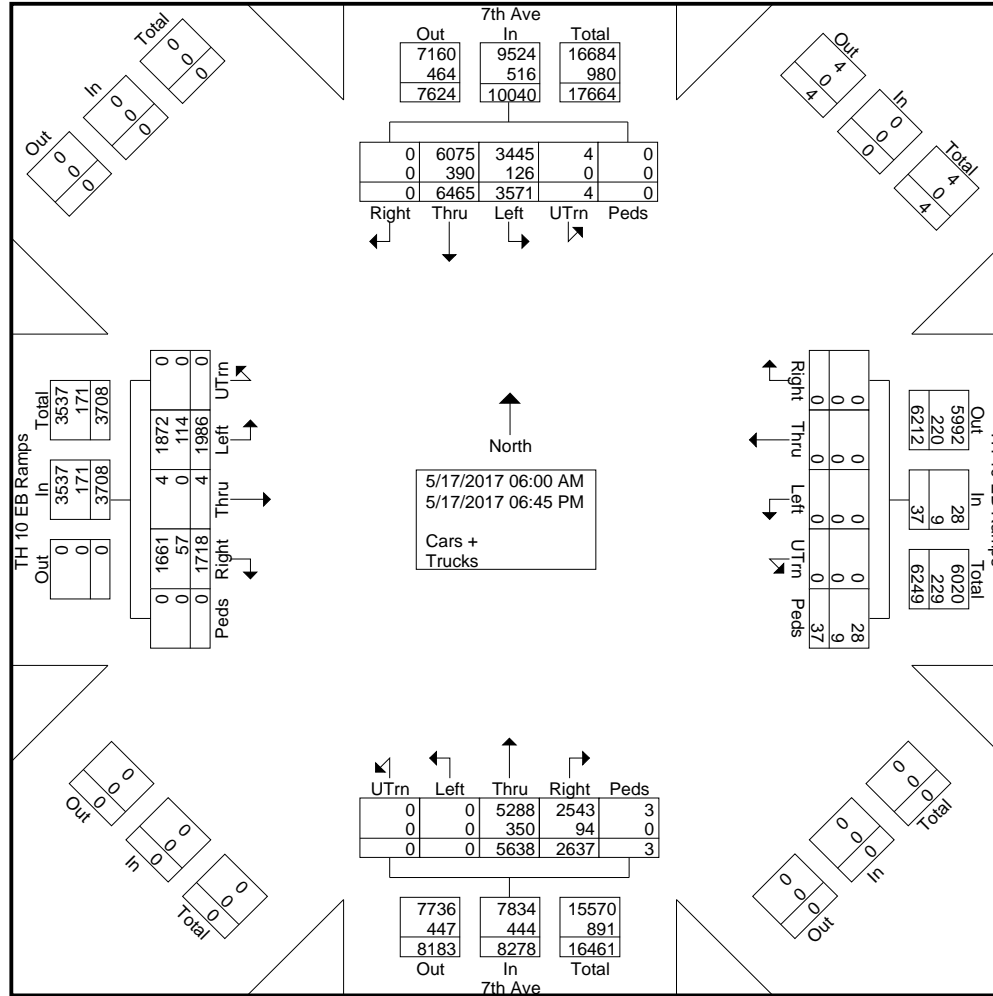 7th Ave
Out In Total
7160 9524 16684
464 516 980
7624 10040 17664
0 6075 3445 4 0
0 390 126 0 0
0 6465 3571 4 0
Right Thru Left UTrn Peds
Total
0
0
0
In
0
0
0
Out
0
0
0
Out
4
0
4
In
0
0
0
Total
4
0
4
TH 10 EB Ramps
Total
3537
171
3708
In
3537
171
3708
Out
0
0
0
0 0 0 UTrn
1872 114 1986 Left
4 0 4 Thru
1661 57 1718 Right
0 0 0 Peds
North
5/17/2017 06:00 AM
5/17/2017 06:45 PM
Cars +
Trucks
Right 0 0 0
Thru 0 0 0
Left 0 0 0
UTrn 0 0 0
Peds 37 9 28
Out
5992
220
6212
In
28
9
37
Total
6020
229
6249
UTrn Left Thru Right Peds
0 0 5288 2543 3
0 0 350 94 0
0 0 5638 2637 3
7736 7834 15570
447 444 891
8183 8278 16461
Out In Total
7th Ave
0
0
0
Out
0
0
0
In
0
0
0
Total
0
0
0
Total
0
0
0
In
0
0
0
Out